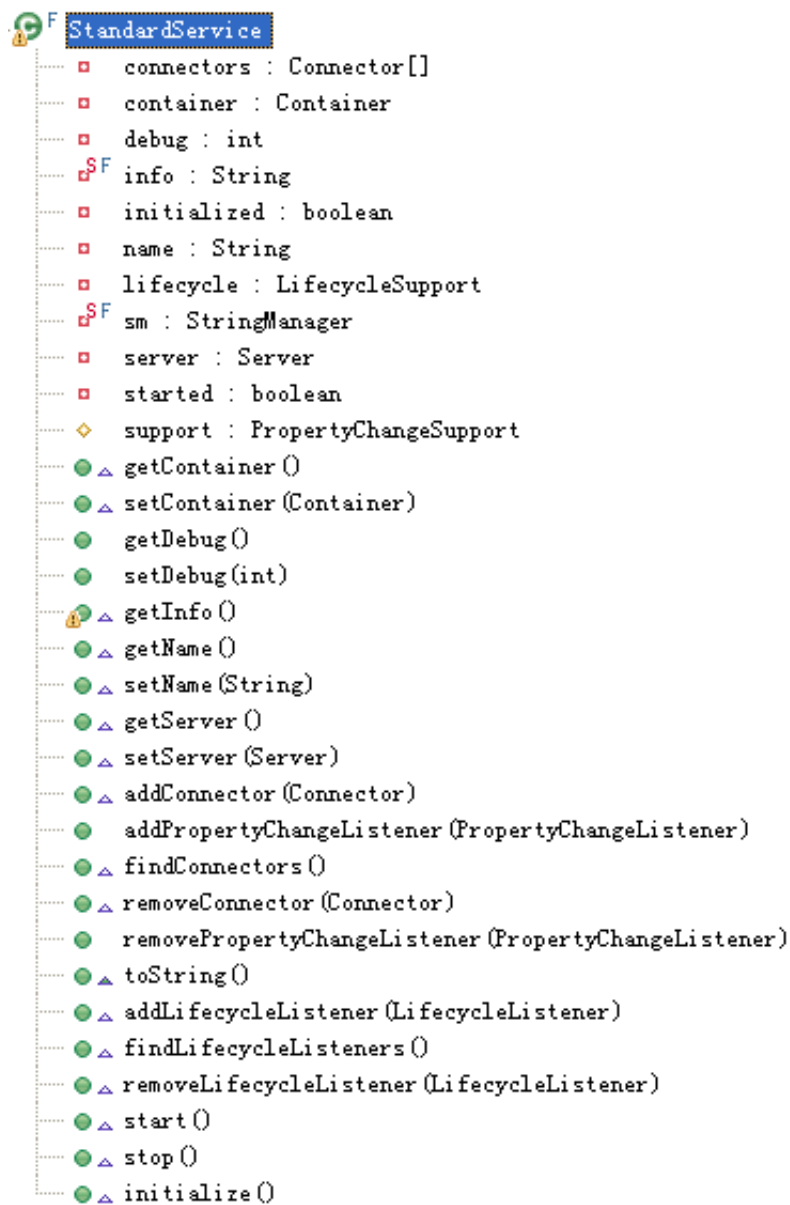 StandardService
connectors : Connector[]
container : Container
debug : int
info : String
initialized : boolean
name : String
lifecycle : LifecycleSupport
sm : StringManager
server : Server
started : boolean
support : PropertyChangeSupport
getContainer()
setContainer(Container)
getDebug()
setDebug(int)
getInfo()
getName()
setName(String)
getServer()
setServer(Server)
addConnector(Connector)
addPropertyChangeListener(PropertyChangeListener)
findConnectors()
removeConnector(Connector)
removePropertyChangeListener(PropertyChangeListener)
toString()
addLifecycleListener(LifecycleListener)
findLifecycleListeners()
removeLifecycleListener(LifecycleListener)
start()
stop()
initialize()